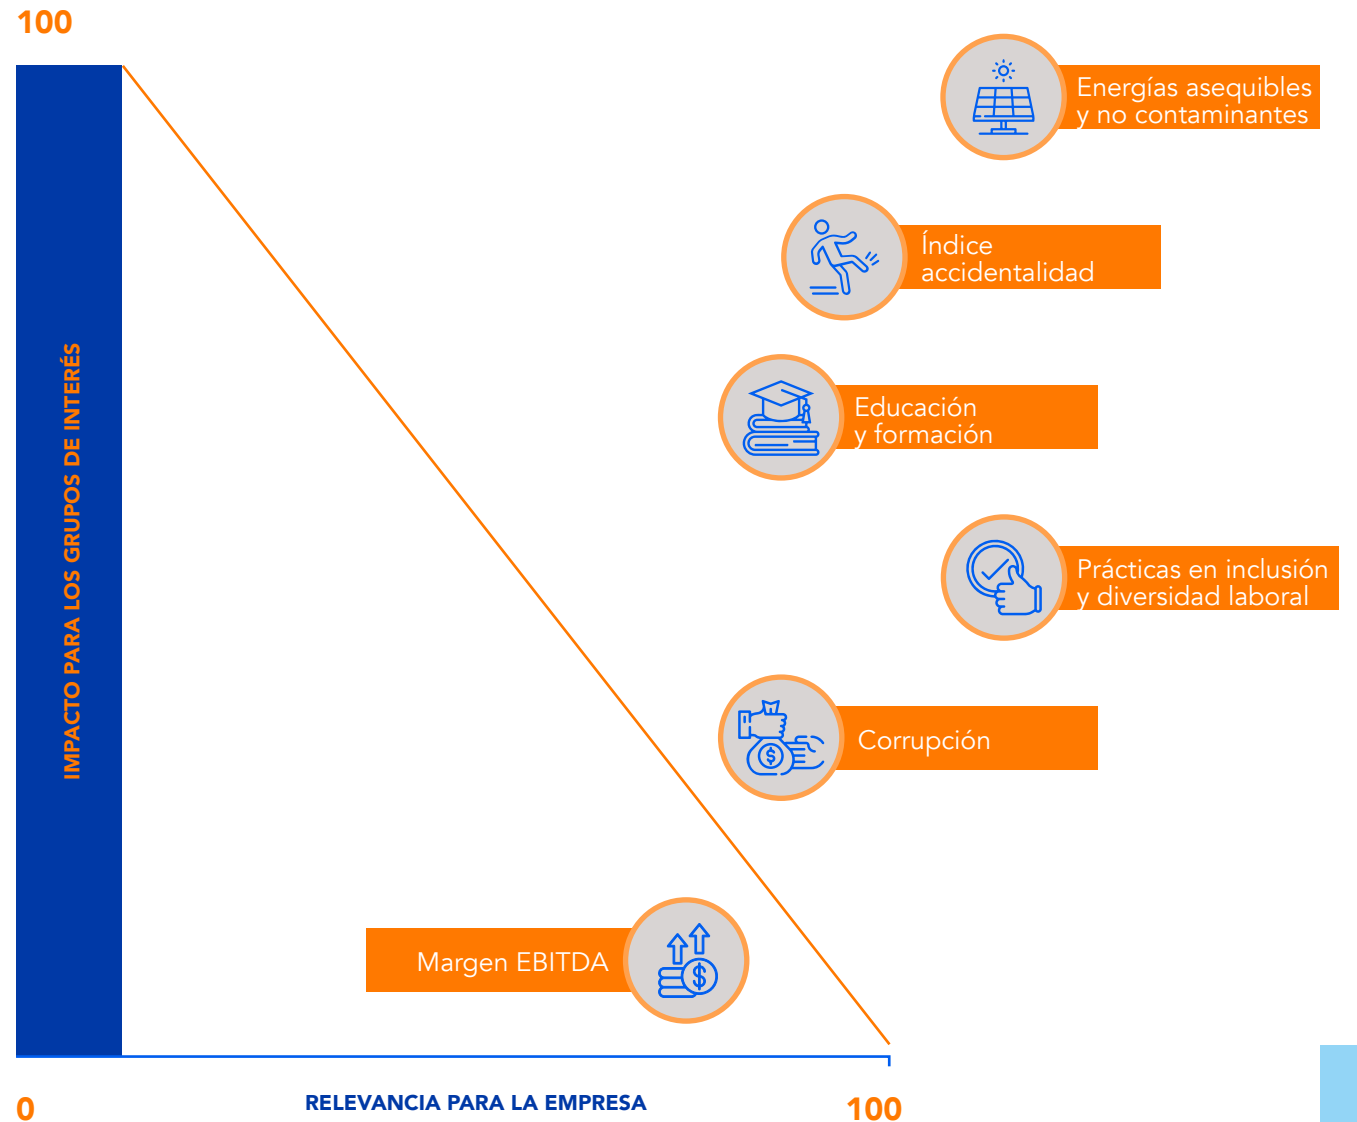 100
Energías asequibles
y no contaminantes
Índice
accidentalidad
IMPACTO PARA LOS GRUPOS DE INTERÉS
Educación
y formación
Prácticas en inclusión
y diversidad laboral
Corrupción
Margen EBITDA
0
RELEVANCIA PARA LA EMPRESA
100